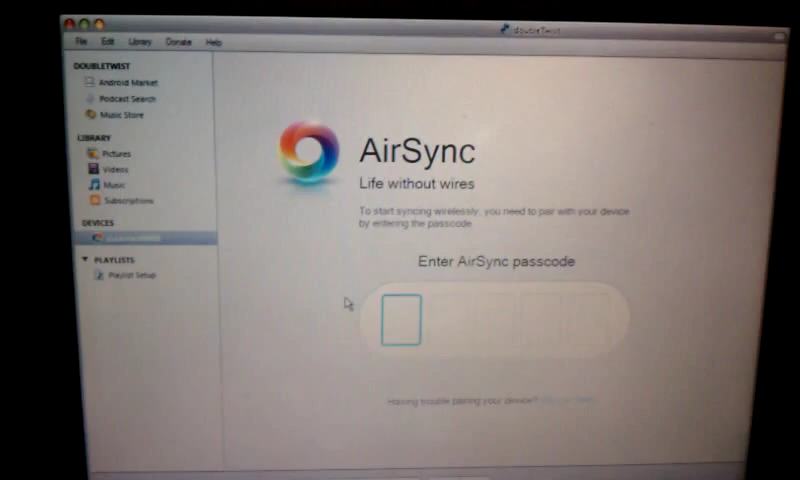 doubleTwist
File Edit Library Donate Help
DOUBLETWIST
Android Market
Podcast Search
Music Store
LIBRARY
Pictures
Videos
Music
Subscriptions
DEVICES
PLAYLISTS
Playlist Setup
AirSync
Life without wires
To start syncing wirelessly, you need to pair with your device
by entering the passcode
Enter AirSync passcode
Having trouble pairing your device?